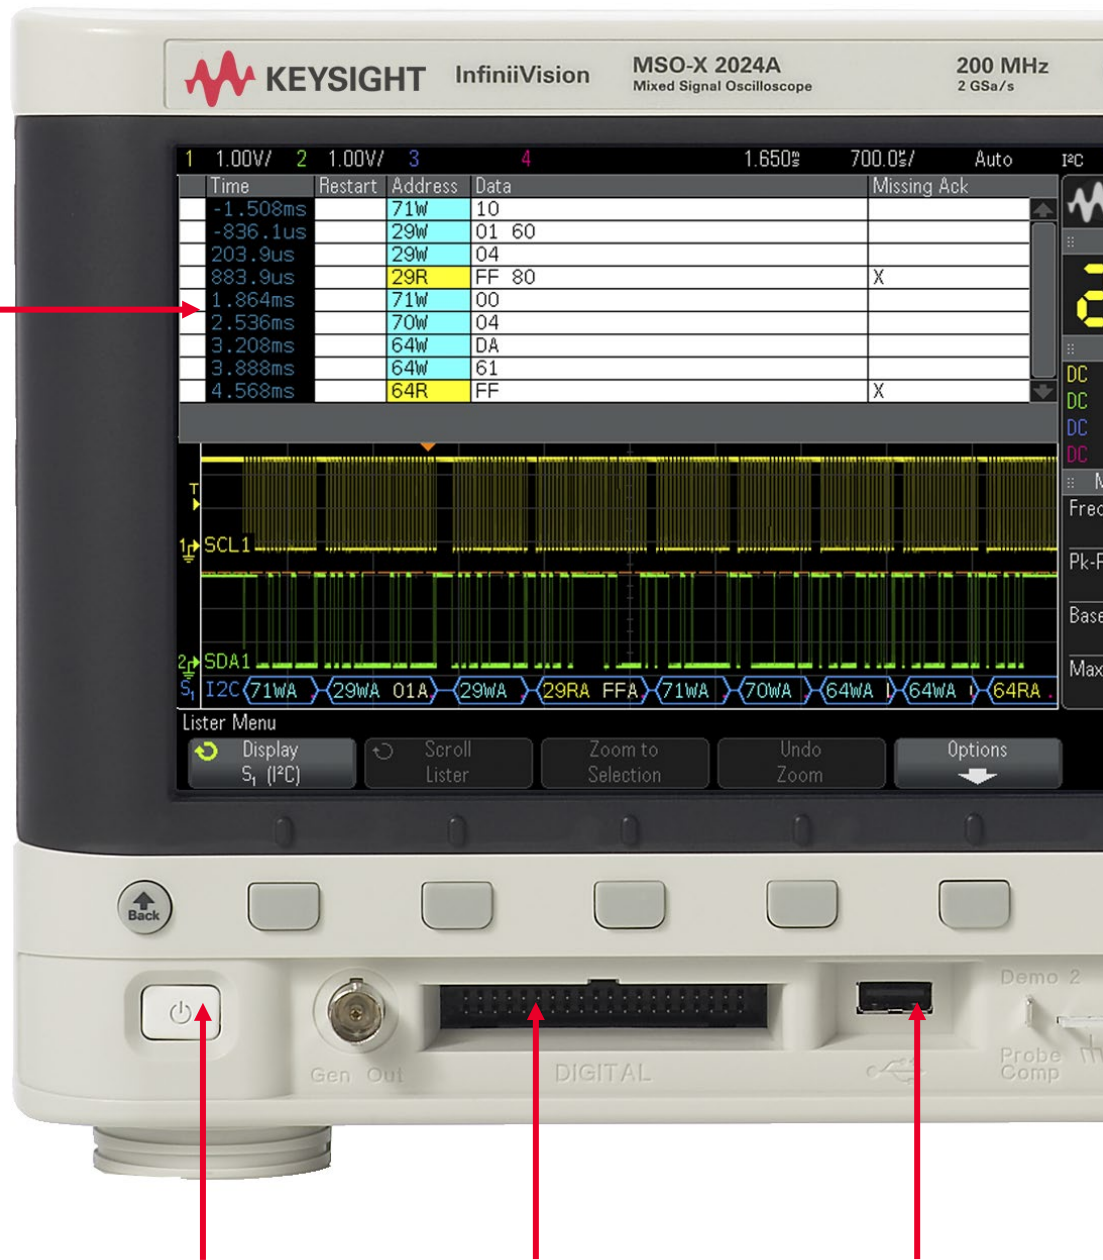 KEYSIGHT InfiniiVision MSO-X 2024A 200 MHz
Mixed Signal Oscilloscope 2 GSa/s
1 1.00V/ 2 1.00V/ 3 4 1.650 700.0 / Auto I²C
Time Restart Address Data Missing Ack
-1.508ms 71W 10
-836.1us 29W 01 60
203.9us 29W 04
883.9us 29R FF 80 X
1.864ms 71W 00
2.536ms 70W 04
3.208ms 64W DA
3.888ms 64W 61
4.568ms 64R FF X
DC
DC
DC
DC
T
1 SCL1
2 SDA1
S1 I2C 71WA 29WA 01A 29WA 29RA FFA 71WA 70WA 64WA 64WA 64RA
Lister Menu
Display S1 (I²C)
Scroll Lister
Zoom to Selection
Undo Zoom
Options
Back
Gen Out
DIGITAL
Demo 2
Probe Comp